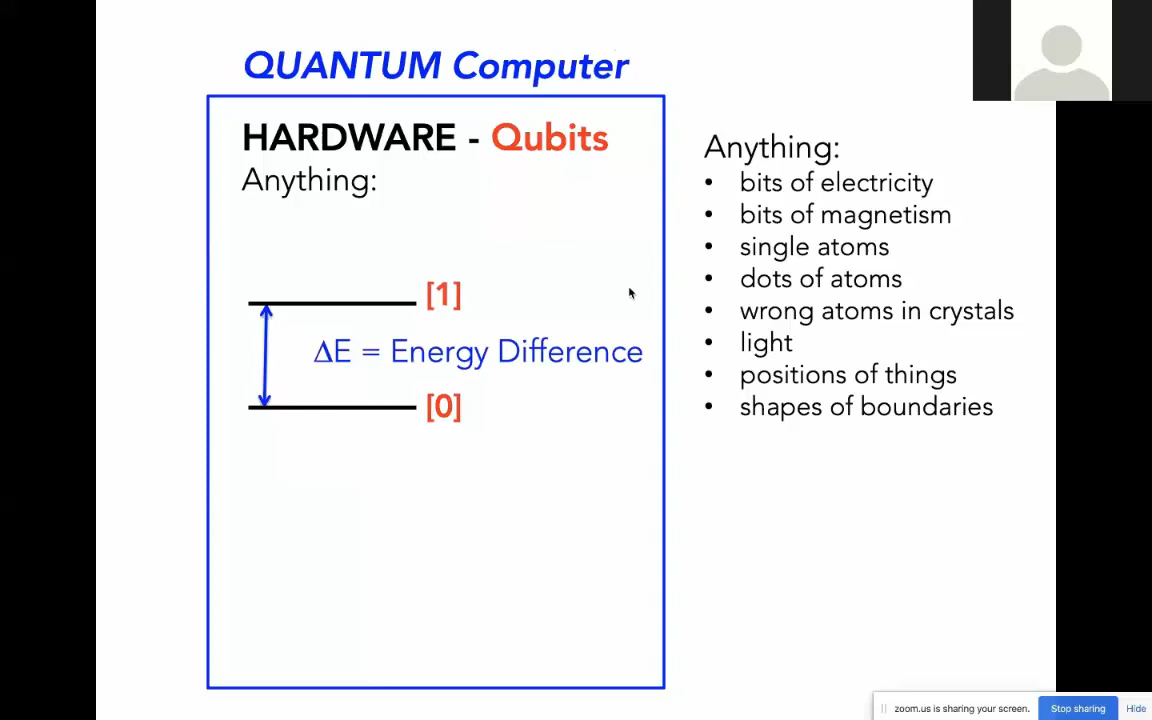 QUANTUM Computer
HARDWARE - Qubits
Anything:
[1]
ΔE = Energy Difference
[0]
Anything:
• bits of electricity
• bits of magnetism
• single atoms
• dots of atoms
• wrong atoms in crystals
• light
• positions of things
• shapes of boundaries
zoom.us is sharing your screen. Stop sharing Hide